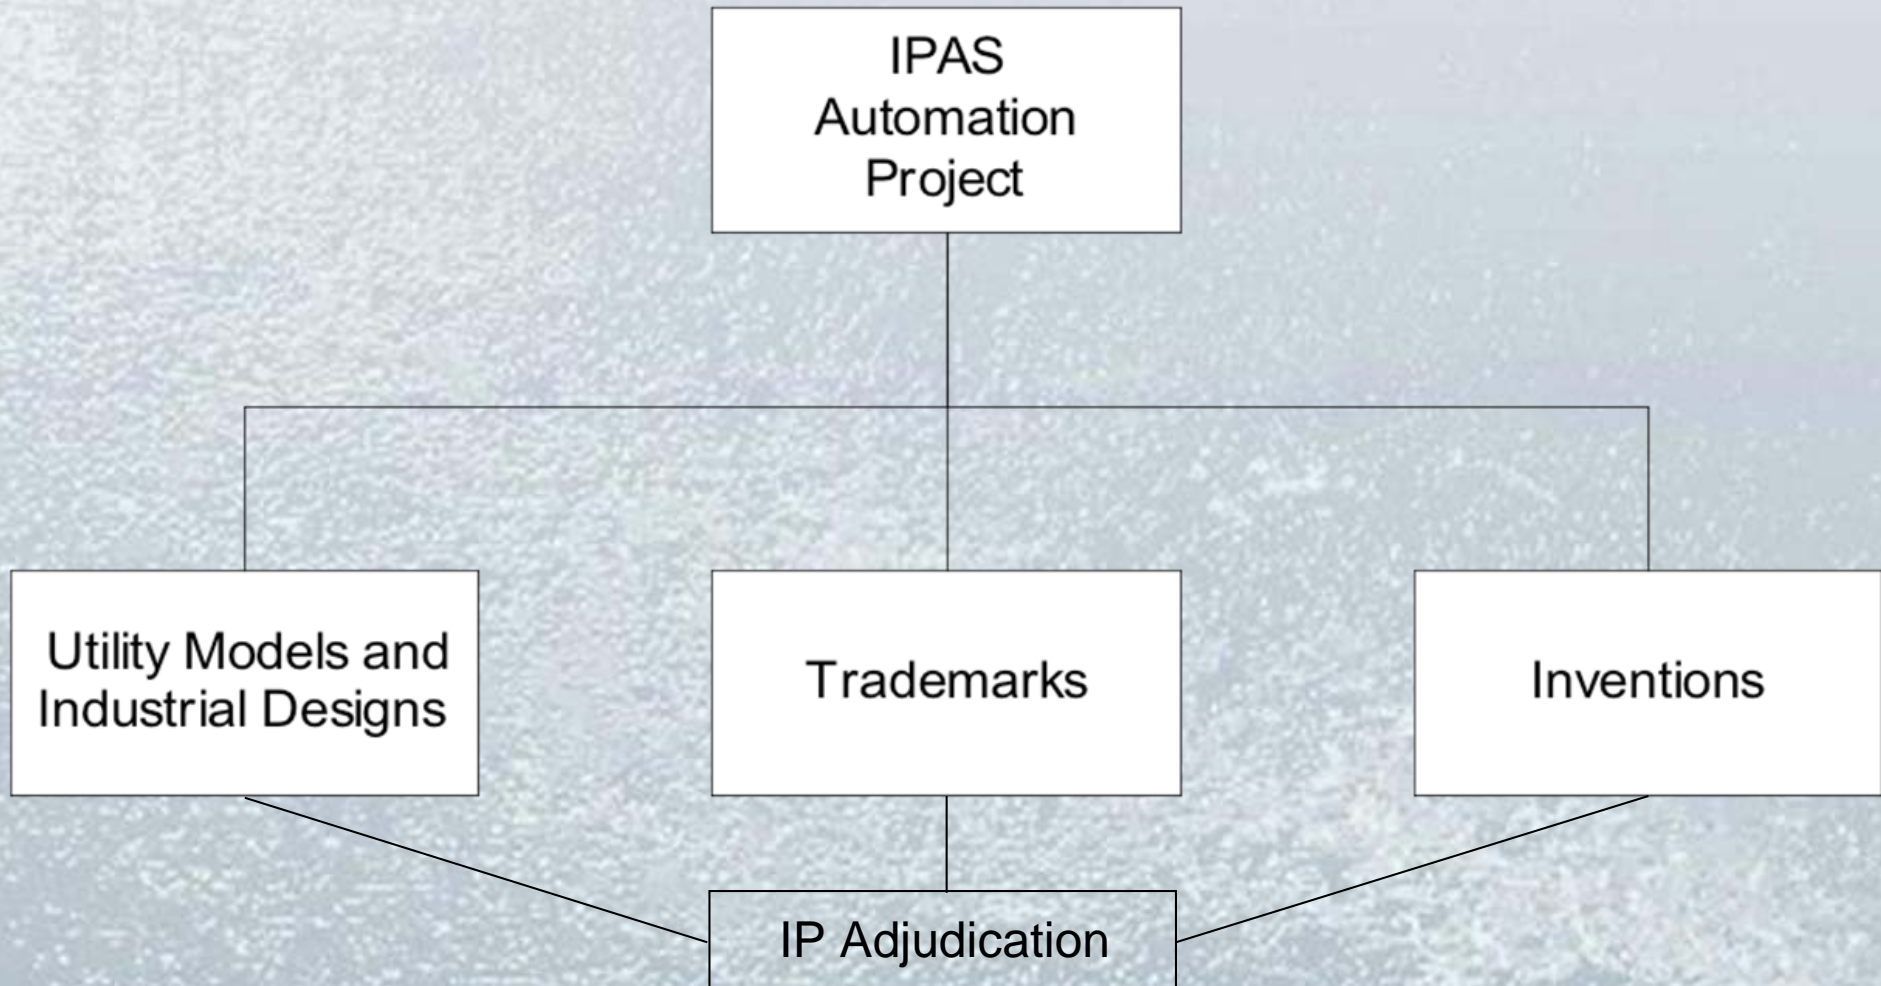 IPAS
Automation
Project
Utility Models and
Industrial Designs
Trademarks
Inventions
IP Adjudication